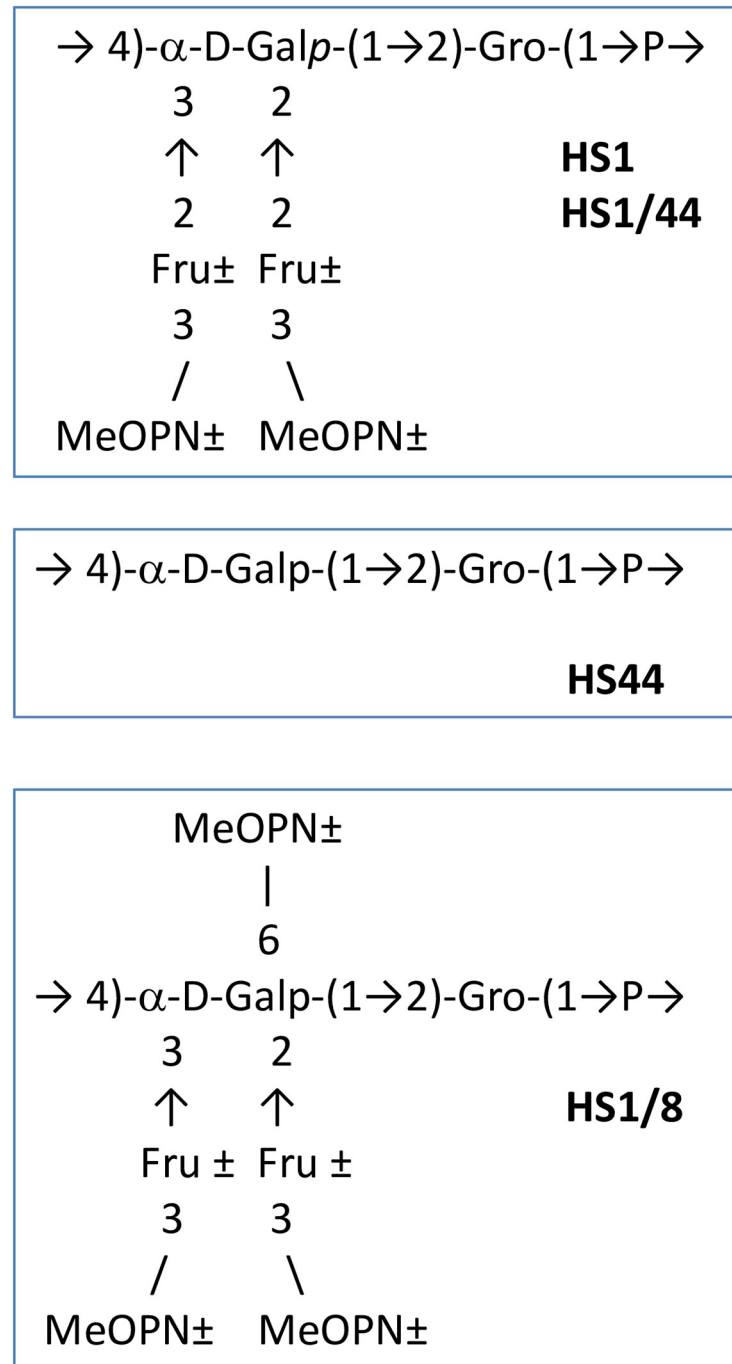 → 4)-α-D-Galp-(1→2)-Gro-(1→P→
3 2
↑ ↑ HS1
2 2 HS1/44
Fru± Fru±
3 3
/ \
MeOPN± MeOPN±
→ 4)-α-D-Galp-(1→2)-Gro-(1→P→
HS44
MeOPN±
|
6
→ 4)-α-D-Galp-(1→2)-Gro-(1→P→
3 2
↑ ↑ HS1/8
Fru ± Fru ±
3 3
/ \
MeOPN± MeOPN±